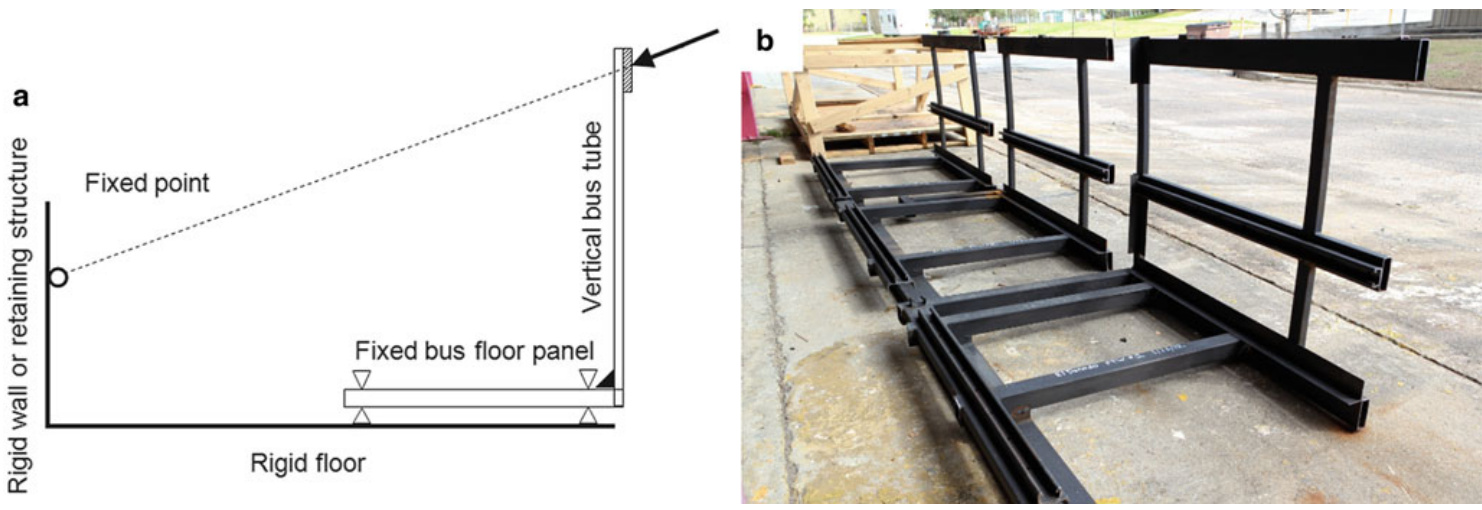 a
Rigid wall or retaining structure
Fixed point
Vertical bus tube
Fixed bus floor panel
Rigid floor
b